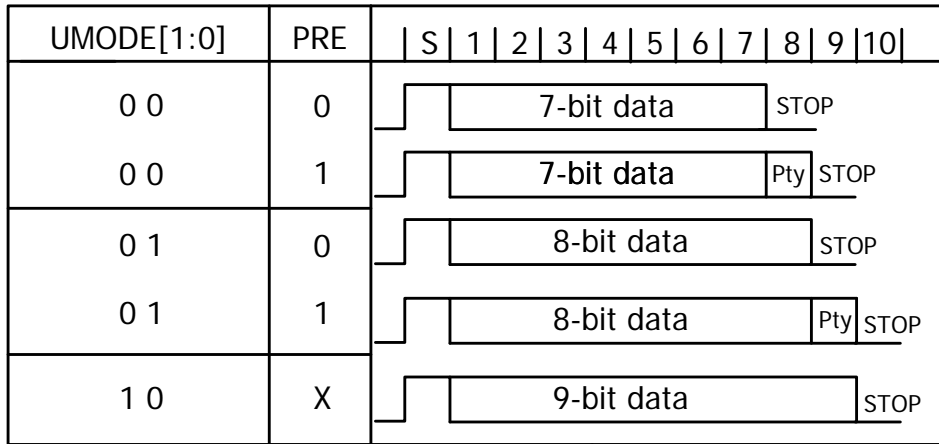 UMODE[1:0] PRE | S | 1 | 2 | 3 | 4 | 5 | 6 | 7 | 8 | 9 |10|
0 0 0 7-bit data STOP
0 0 1 7-bit data Pty STOP
0 1 0 8-bit data STOP
0 1 1 8-bit data Pty STOP
1 0 X 9-bit data STOP